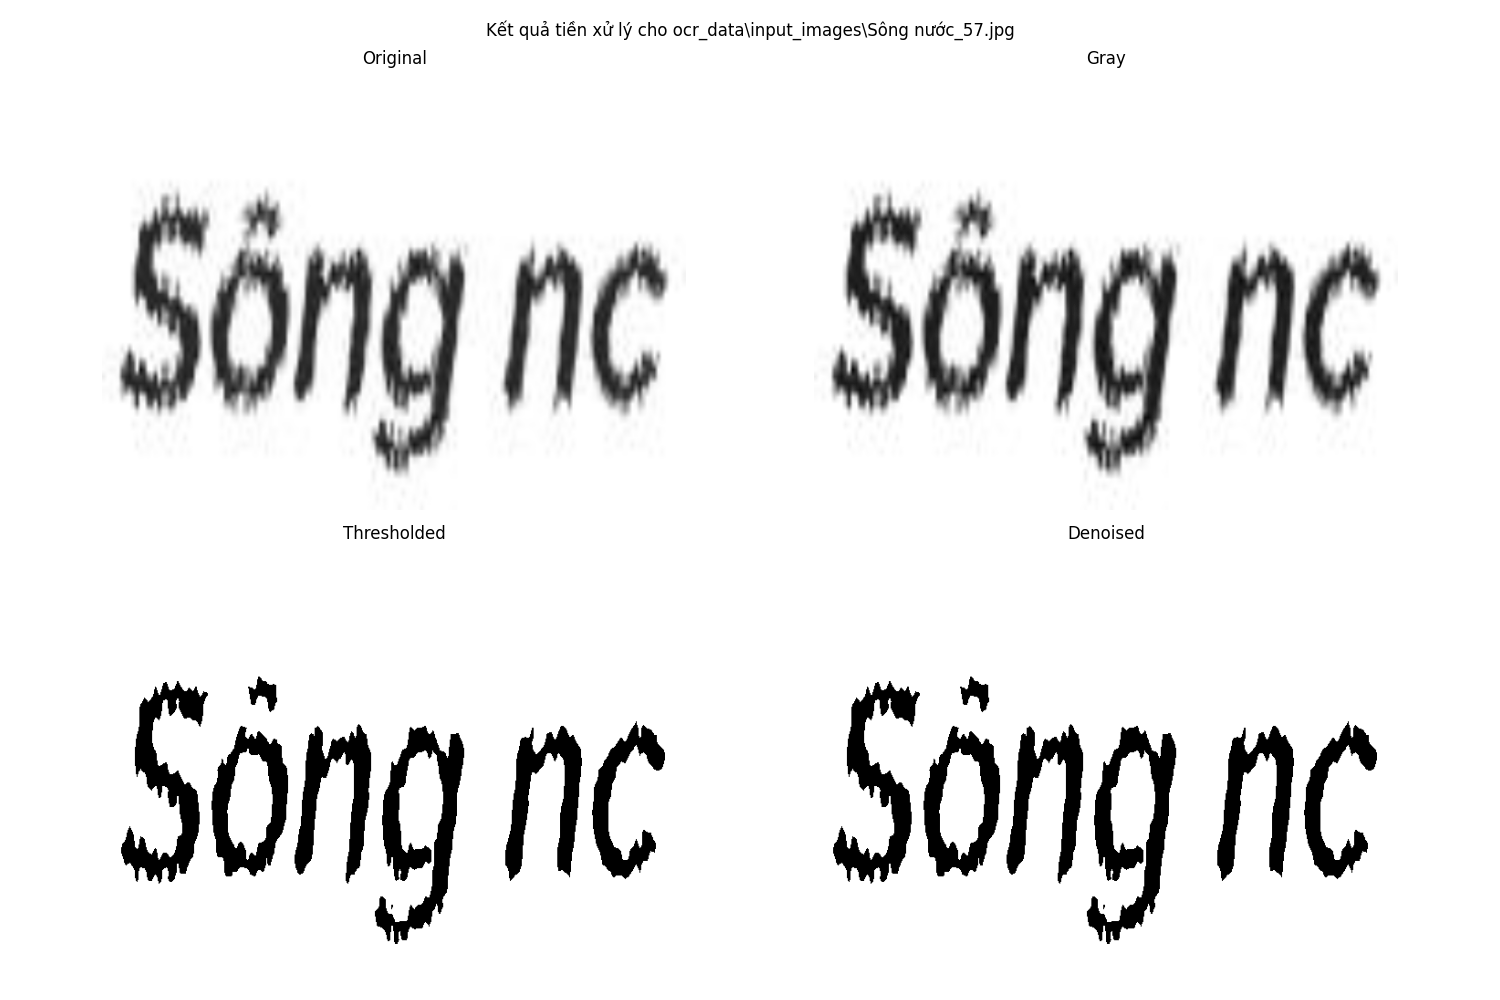 Kết quả tiền xử lý cho ocr_data\input_images\Sông nước_57.jpg
Original
Gray
Sông nc
Sông nc
Thresholded
Denoised
Sông nc
Sông nc